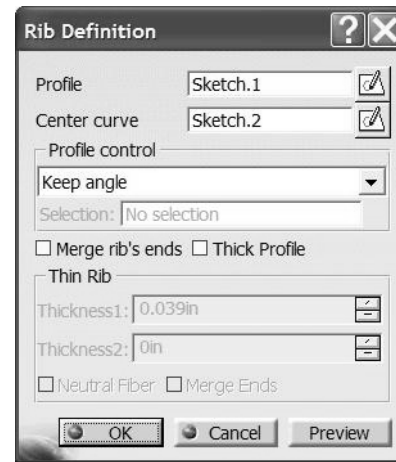 Rib Definition ? X
Profile Sketch.1
Center curve Sketch.2
Profile control
Keep angle
Selection: No selection
Merge rib's ends Thick Profile
Thin Rib
Thickness1: 0.039in
Thickness2: 0in
Neutral Fiber Merge Ends
OK Cancel Preview